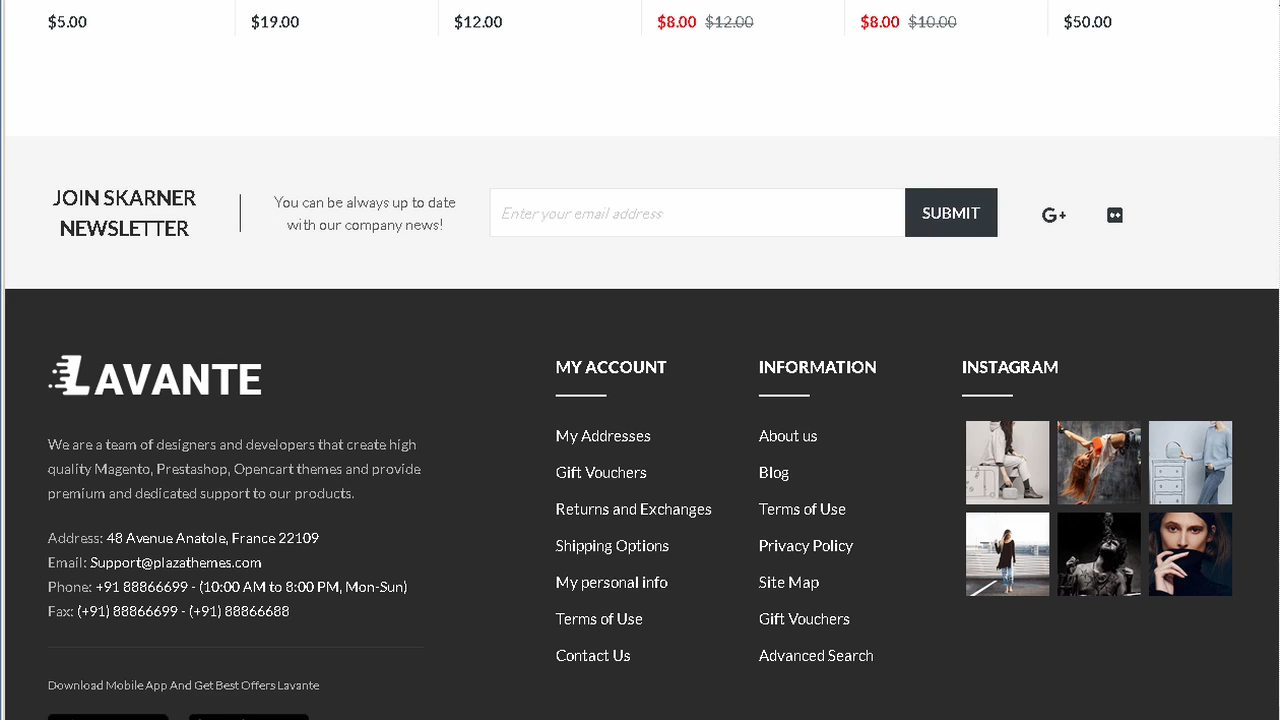 $5.00
$19.00
$12.00
$8.00 $12.00
$8.00 $10.00
$50.00
JOIN SKARNER
NEWSLETTER
You can be always up to date
with our company news!
Enter your email address
SUBMIT
G+
LAVANTE
We are a team of designers and developers that create high
quality Magento, Prestashop, Opencart themes and provide
premium and dedicated support to our products.
Address: 48 Avenue Anatole, France 22109
Email: Support@plazathemes.com
Phone: +91 88866699 - (10:00 AM to 8:00 PM, Mon-Sun)
Fax: (+91) 88866699 - (+91) 88866688
Download Mobile App And Get Best Offers Lavante
MY ACCOUNT
My Addresses
Gift Vouchers
Returns and Exchanges
Shipping Options
My personal info
Terms of Use
Contact Us
INFORMATION
About us
Blog
Terms of Use
Privacy Policy
Site Map
Gift Vouchers
Advanced Search
INSTAGRAM